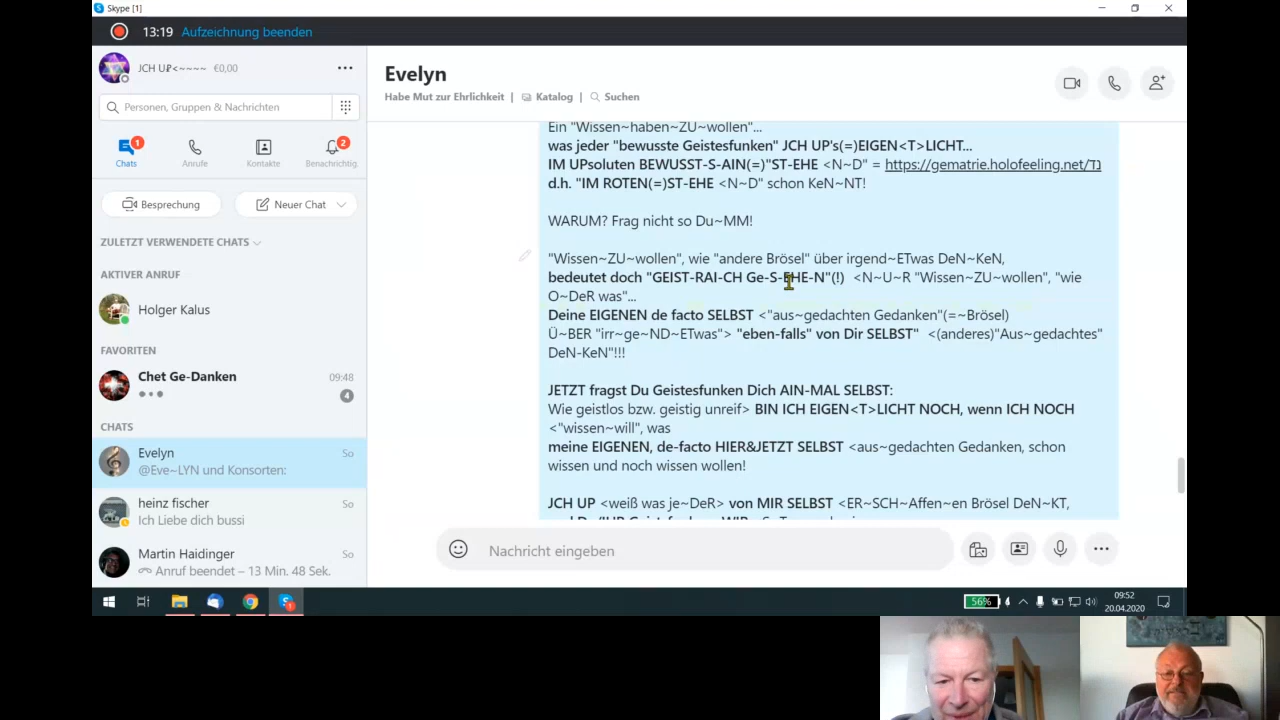 Skype [1]
13:19 Aufzeichnung beenden
€0,00
Personen, Gruppen & Nachrichten
1
2
Chats
Anrufe
Kontakte
Benachrichtig.
Besprechung
Neuer Chat
ZULETZT VERWENDETE CHATS
AKTIVER ANRUF
Holger Kalus
FAVORITEN
Chet Ge-Danken
09:48
4
CHATS
Evelyn
So
@Eve~LYN und Konsorten:
heinz fischer
So
Ich Liebe dich bussi
Martin Haidinger
So
Anruf beendet – 13 Min. 48 Sek.
Evelyn
Habe Mut zur Ehrlichkeit | Katalog | Suchen
Ein "Wissen~haben~ZU~wollen"...
was jeder "bewusste Geistesfunken" JCH UP's(=)EIGEN<T>LICHT...
IM UPsoluten BEWUSST-S-AIN(=)"ST-EHE <N~D" = https://gematrie.holofeeling.net/נד
d.h. "IM ROTEN(=)ST-EHE <N~D" schon KeN~NT!
WARUM? Frag nicht so Du~MM!
"Wissen~ZU~wollen", wie "andere Brösel" über irgend~ETwas DeN~KeN,
bedeutet doch "GEIST-RAI-CH Ge-S-EHE-N"(!) <N~U~R "Wissen~ZU~wollen", "wie
O~DeR was"...
Deine EIGENEN de facto SELBST <"aus~gedachten Gedanken"(=~Brösel)
Ü~BER "irr~ge~ND~ETwas"> "eben-falls" von Dir SELBST" <(anderes)"Aus~gedachtes"
DeN-KeN"!!!
JETZT fragst Du Geistesfunken Dich AIN-MAL SELBST:
Wie geistlos bzw. geistig unreif> BIN ICH EIGEN<T>LICHT NOCH, wenn ICH NOCH
<"wissen~will", was
meine EIGENEN, de-facto HIER&JETZT SELBST <aus~gedachten Gedanken, schon
wissen und noch wissen wollen!
JCH UP <weiß was je~DeR> von MIR SELBST <ER~SCH~Affen~en Brösel DeN~KT,
Nachricht eingeben
56%
09:52
20.04.2020
1